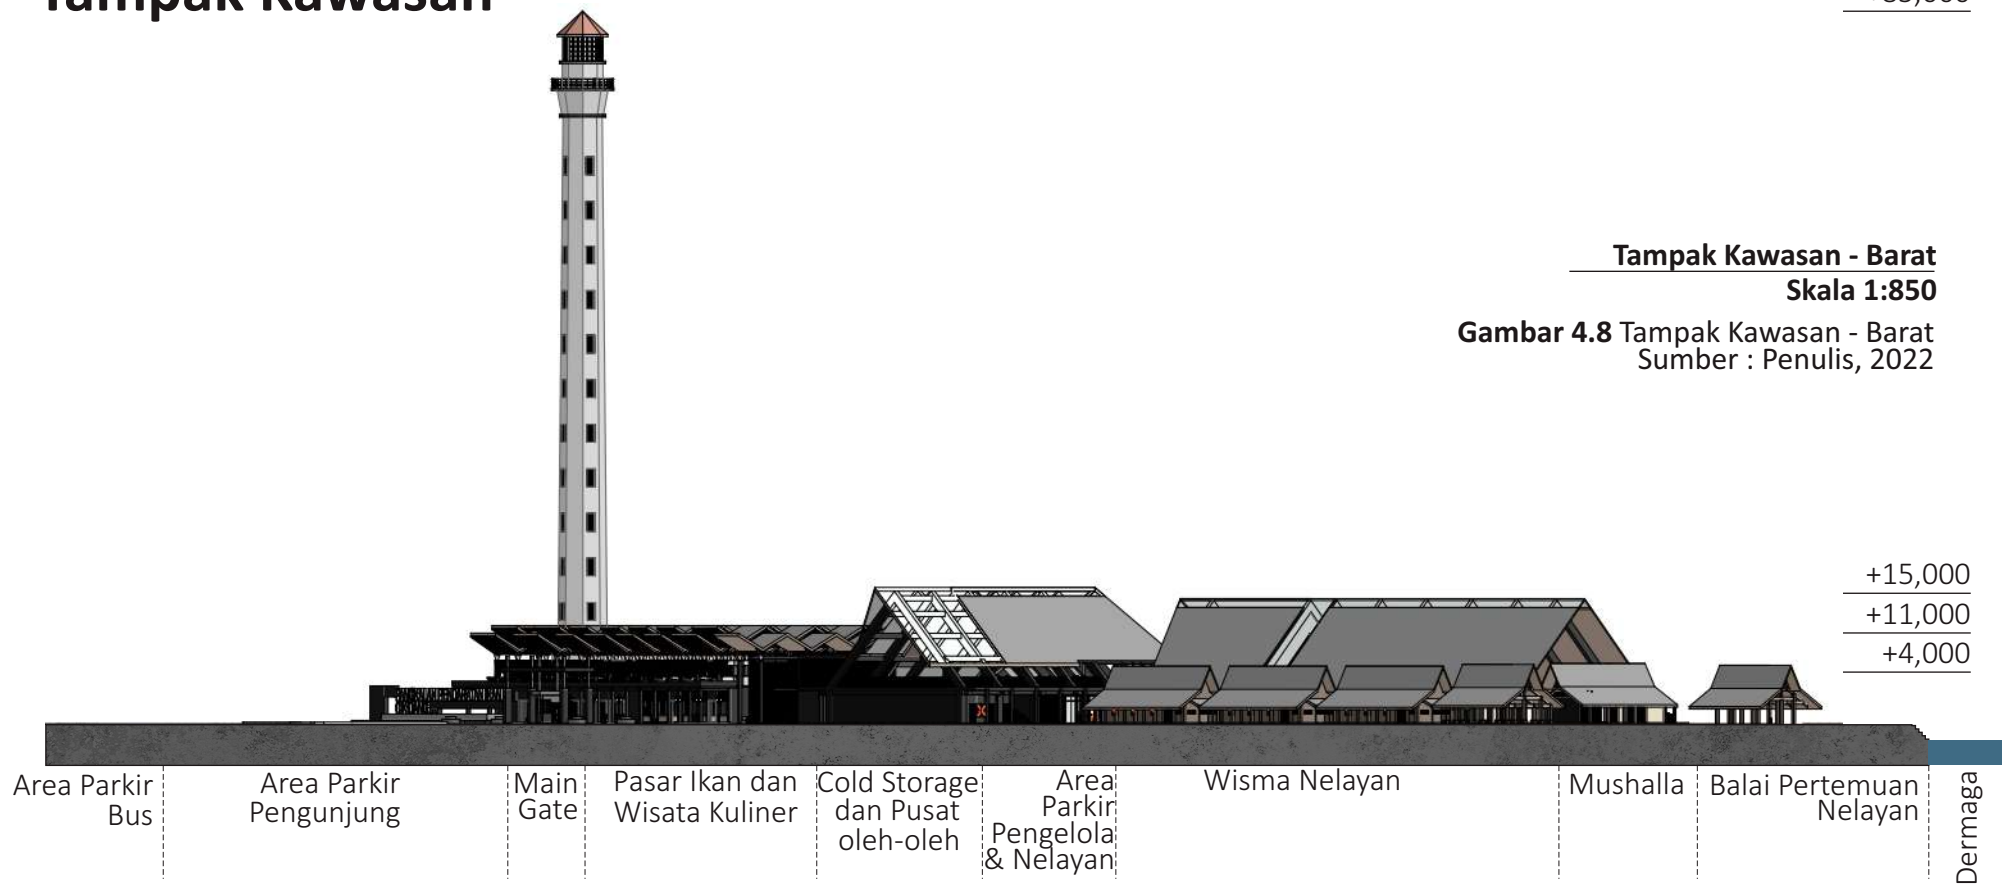 Tampak Kawasan
Tampak Kawasan - Barat
Skala 1:850
Gambar 4.8 Tampak Kawasan - Barat
Sumber : Penulis, 2022
+15,000
+11,000
+4,000
Area Parkir
Bus
Area Parkir
Pengunjung
Main
Gate
Pasar Ikan dan
Wisata Kuliner
Cold Storage
dan Pusat
oleh-oleh
Area
Parkir
Pengelola
& Nelayan
Wisma Nelayan
Mushalla
Balai Pertemuan
Nelayan
Dermaga